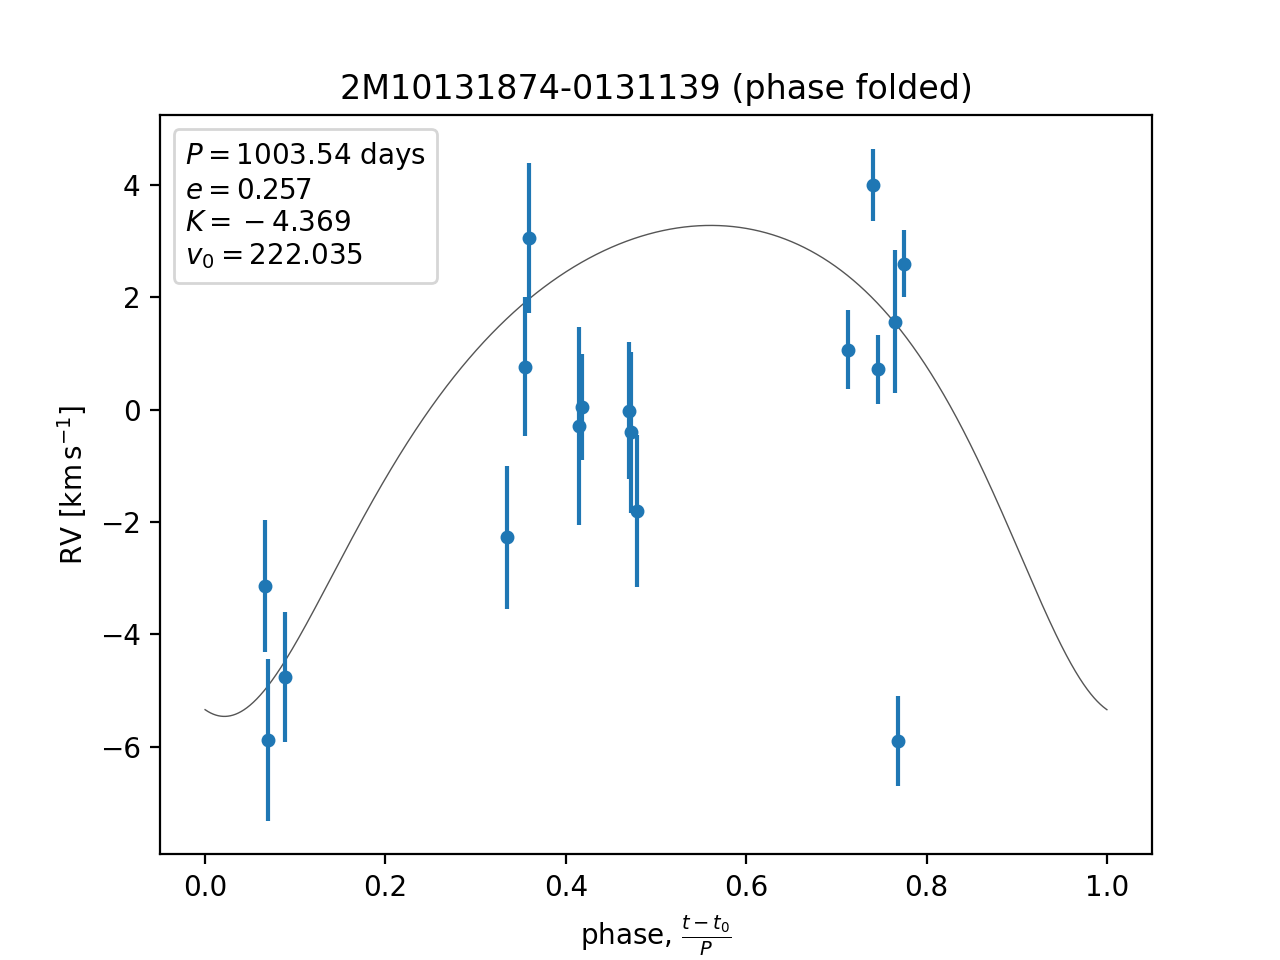 2M10131874-0131139 (phase folded)
P = 1003.54 days
e = 0.257
K = −4.369
v₀ = 222.035
4
2
0
−2
−4
−6
RV [km s⁻¹]
0.0 0.2 0.4 0.6 0.8 1.0
phase, (t − t₀)/P